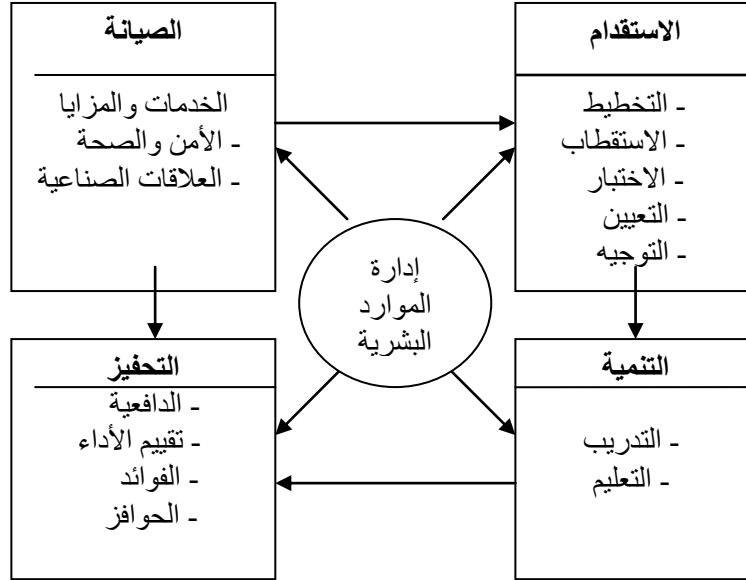 الاستقدام
- التخطيط
- الاستقطاب
- الاختبار
- التعيين
- التوجيه
الصيانة
الخدمات والمزايا
- الأمن والصحة
- العلاقات الصناعية
إدارة
الموارد
البشرية
التنمية
- التدريب
- التعليم
التحفيز
- الدافعية
- تقييم الأداء
- الفوائد
- الحوافز